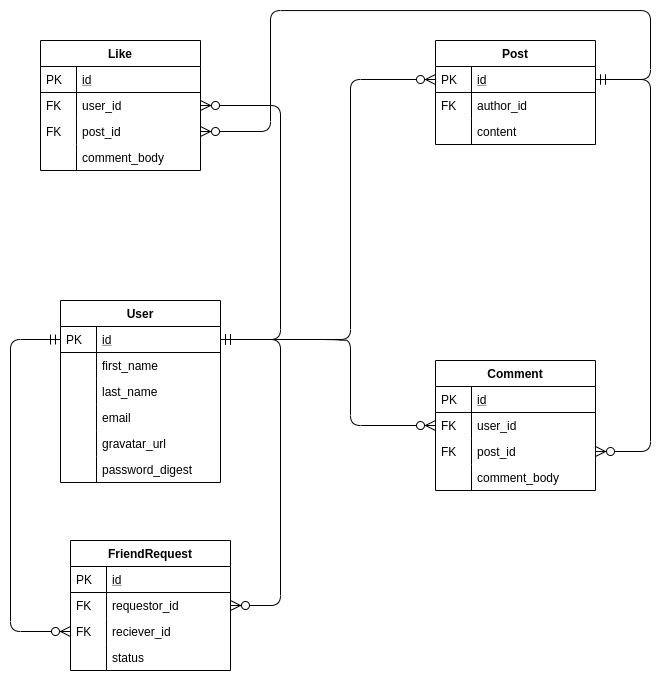 Like
PK id
FK user_id
FK post_id
comment_body
Post
PK id
FK author_id
content
User
PK id
first_name
last_name
email
gravatar_url
password_digest
Comment
PK id
FK user_id
FK post_id
comment_body
FriendRequest
PK id
FK requestor_id
FK reciever_id
status